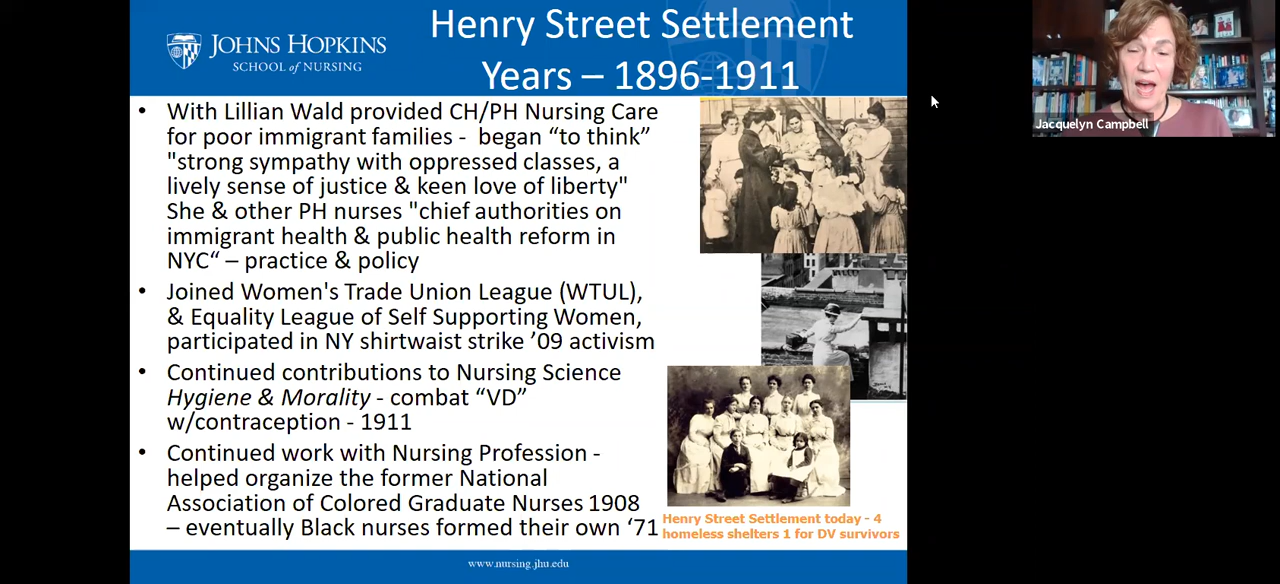 JOHNS HOPKINS
SCHOOL of NURSING
Henry Street Settlement
Years – 1896-1911
• With Lillian Wald provided CH/PH Nursing Care
for poor immigrant families - began “to think”
"strong sympathy with oppressed classes, a
lively sense of justice & keen love of liberty"
She & other PH nurses "chief authorities on
immigrant health & public health reform in
NYC“ – practice & policy
• Joined Women's Trade Union League (WTUL),
& Equality League of Self Supporting Women,
participated in NY shirtwaist strike ’09 activism
• Continued contributions to Nursing Science
Hygiene & Morality - combat “VD”
w/contraception - 1911
• Continued work with Nursing Profession -
helped organize the former National
Association of Colored Graduate Nurses 1908
– eventually Black nurses formed their own ‘71
Henry Street Settlement today - 4
homeless shelters 1 for DV survivors
www.nursing.jhu.edu
Jacquelyn Campbell